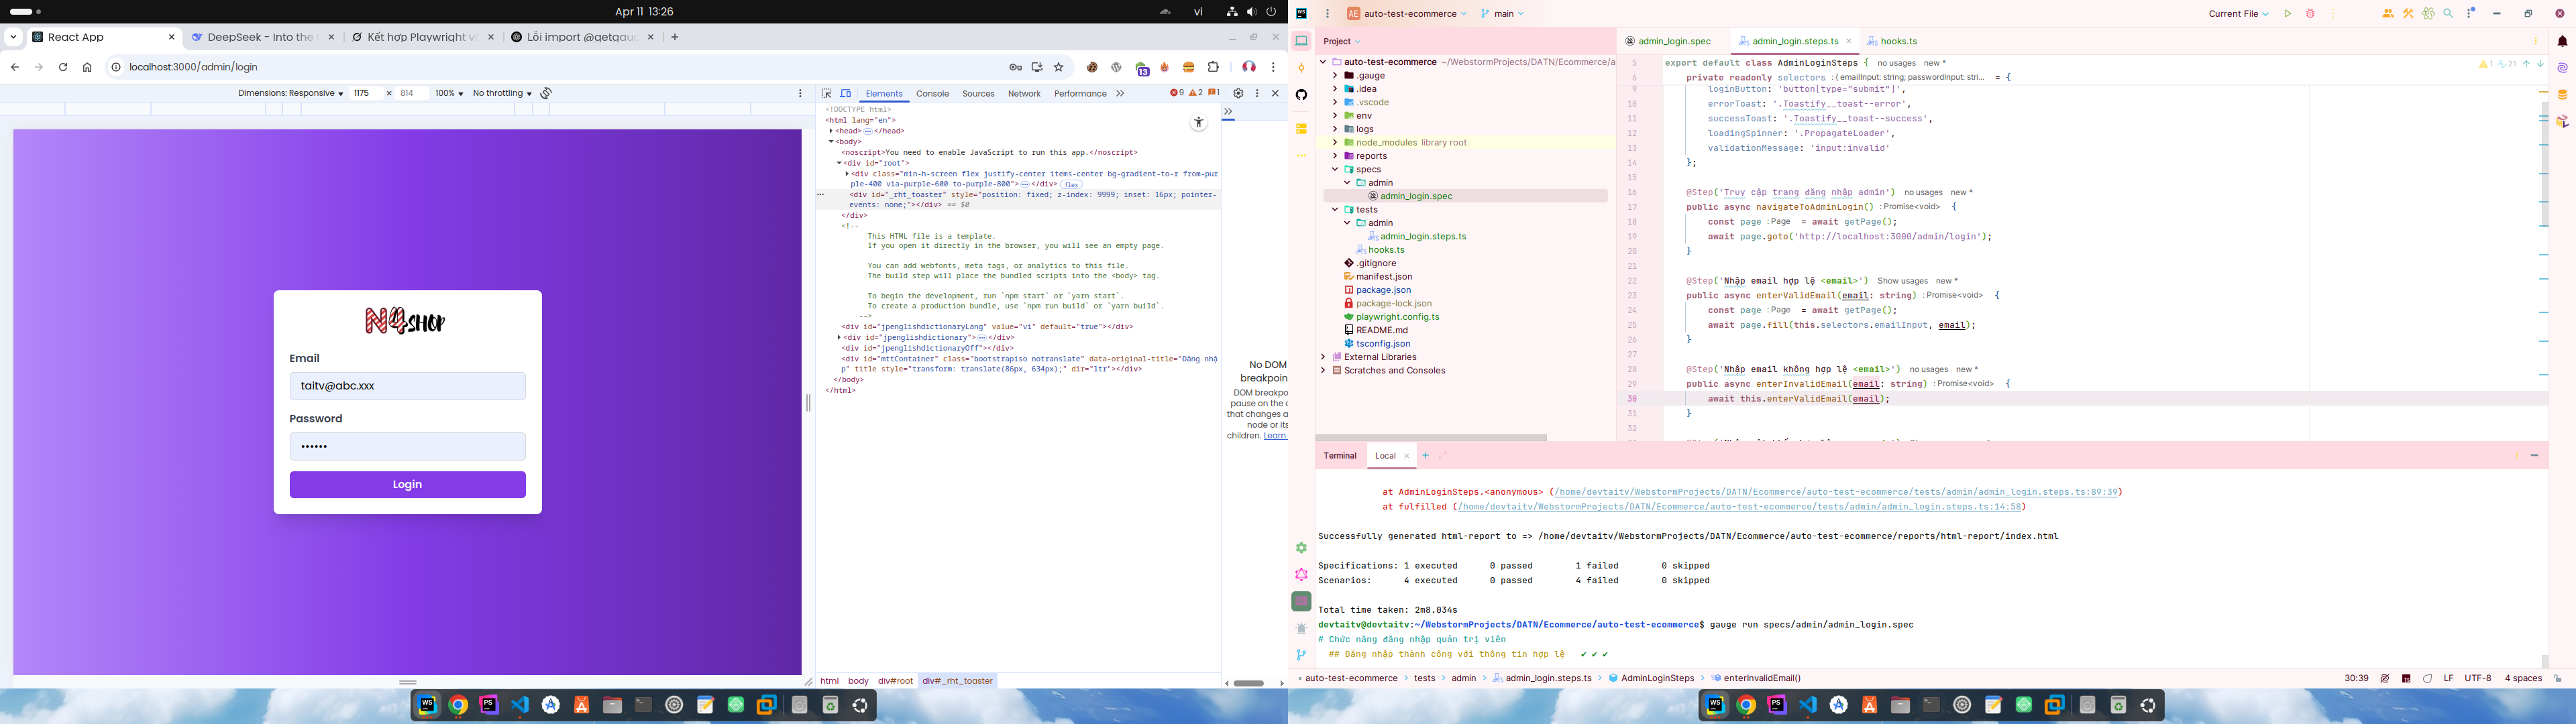 Apr 11 13:26
vi
React App
DeepSeek - Into the
Kết hợp Playwright vớ
Lỗi import @getgaug
localhost:3000/admin/login
13
Dimensions: Responsive
1175
×
814
100%
No throttling
N4SHOP
Email
taitv@abc.xxx
Password
••••••
Login
Elements
Console
Sources
Network
Performance
9
2
1
<!DOCTYPE html>
<html lang="en">
<head> </head>
<body>
<noscript>You need to enable JavaScript to run this app.</noscript>
<div id="root">
<div class="min-h-screen flex justify-center items-center bg-gradient-to-r from-pur
ple-400 via-purple-600 to-purple-800"> </div> flex
<div id="_rht_toaster" style="position: fixed; z-index: 9999; inset: 16px; pointer-
events: none;"></div> == $0
</div>
<!--
This HTML file is a template.
If you open it directly in the browser, you will see an empty page.
You can add webfonts, meta tags, or analytics to this file.
The build step will place the bundled scripts into the <body> tag.
To begin the development, run `npm start` or `yarn start`.
To create a production bundle, use `npm run build` or `yarn build`.
-->
<div id="jpenglishdictionaryLang" value="vi" default="true"></div>
<div id="jpenglishdictionary"> </div>
<div id="jpenglishdictionaryOff"></div>
<div id="mttContainer" class="bootstrapiso notranslate" data-original-title="Đăng nhậ
p" title style="transform: translate(86px, 634px);" dir="ltr"></div>
</body>
</html>
html
body
div#root
div#_rht_toaster
No DOM
breakpoin
DOM breakpo
pause on the c
that changes a
node or its
children. Learn
WS
AE auto-test-ecommerce
main
Current File
Project
auto-test-ecommerce ~/WebstormProjects/DATN/Ecommerce/a
.gauge
.idea
.vscode
env
logs
node_modules library root
reports
specs
admin
admin_login.spec
tests
admin
admin_login.steps.ts
hooks.ts
.gitignore
manifest.json
package.json
package-lock.json
playwright.config.ts
README.md
tsconfig.json
External Libraries
Scratches and Consoles
admin_login.spec
admin_login.steps.ts
hooks.ts
1
21
5 export default class AdminLoginSteps { no usages new *
6 private readonly selectors :{emailInput: string; passwordInput: stri... = {
9 loginButton: 'button[type="submit"]',
10 errorToast: '.Toastify__toast--error',
11 successToast: '.Toastify__toast--success',
12 loadingSpinner: '.PropagateLoader',
13 validationMessage: 'input:invalid'
14 };
15
16 @Step('Truy cập trang đăng nhập admin') no usages new *
17 public async navigateToAdminLogin() :Promise<void> {
18 const page :Page = await getPage();
19 await page.goto('http://localhost:3000/admin/login');
20 }
21
22 @Step('Nhập email hợp lệ <email>') Show usages new *
23 public async enterValidEmail(email: string) :Promise<void> {
24 const page :Page = await getPage();
25 await page.fill(this.selectors.emailInput, email);
26 }
27
28 @Step('Nhập email không hợp lệ <email>') no usages new *
29 public async enterInvalidEmail(email: string) :Promise<void> {
30 await this.enterValidEmail(email);
31 }
32
Terminal
Local
at AdminLoginSteps.<anonymous> (/home/devtaitv/WebstormProjects/DATN/Ecommerce/auto-test-ecommerce/tests/admin/admin_login.steps.ts:89:39)
at fulfilled (/home/devtaitv/WebstormProjects/DATN/Ecommerce/auto-test-ecommerce/tests/admin/admin_login.steps.ts:14:58)
Successfully generated html-report to => /home/devtaitv/WebstormProjects/DATN/Ecommerce/auto-test-ecommerce/reports/html-report/index.html
Specifications: 1 executed 0 passed 1 failed 0 skipped
Scenarios: 4 executed 0 passed 4 failed 0 skipped
Total time taken: 2m8.034s
devtaitv@devtaitv:~/WebstormProjects/DATN/Ecommerce/auto-test-ecommerce$ gauge run specs/admin/admin_login.spec
# Chức năng đăng nhập quản trị viên
## Đăng nhập thành công với thông tin hợp lệ ✔ ✔ ✔
auto-test-ecommerce
tests
admin
admin_login.steps.ts
AdminLoginSteps
enterInvalidEmail()
30:39
LF
UTF-8
4 spaces